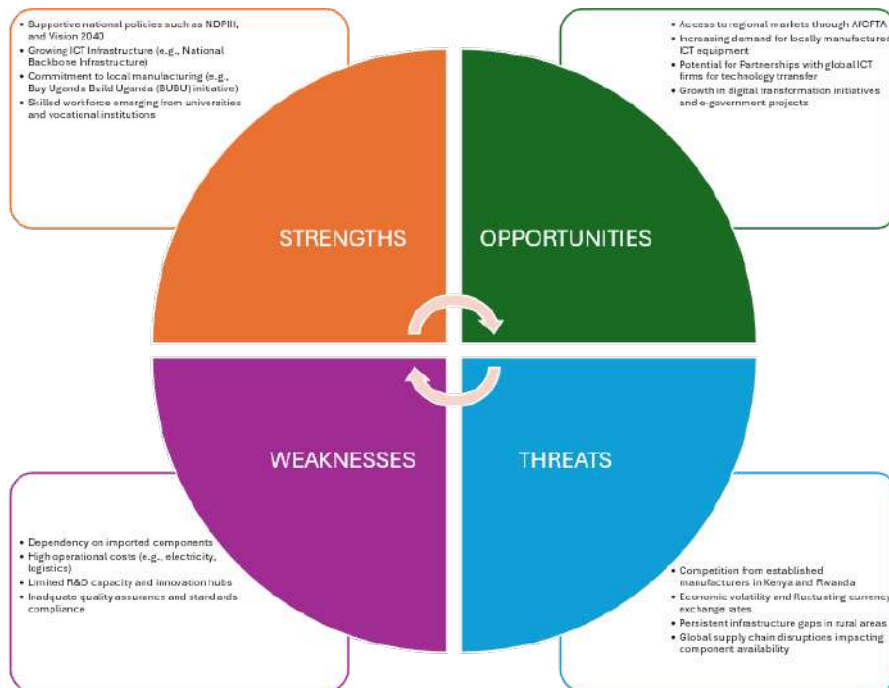 • Supportive national policies such as NDPIII,
and Vision 2040
• Growing ICT Infrastructure (e.g., National
Backbone Infrastructure)
• Commitment to local manufacturing (e.g.,
Buy Uganda Build Uganda (BUBU) initiative)
• Skilled workforce emerging from universities
and vocational institutions
• Access to regional markets through AfCFTA
• Increasing demand for locally manufactured
ICT equipment
• Potential for Partnerships with global ICT
firms for technology transfer
• Growth in digital transformation initiatives
and e-government projects
STRENGTHS
OPPORTUNITIES
WEAKNESSES
THREATS
• Dependency on imported components
• High operational costs (e.g., electricity,
logistics)
• Limited R&D capacity and innovation hubs
• Inadequate quality assurance and standards
compliance
• Competition from established
manufacturers in Kenya and Rwanda
• Economic volatility and fluctuating currency
exchange rates
• Persistent infrastructure gaps in rural areas
• Global supply chain disruptions impacting
component availability